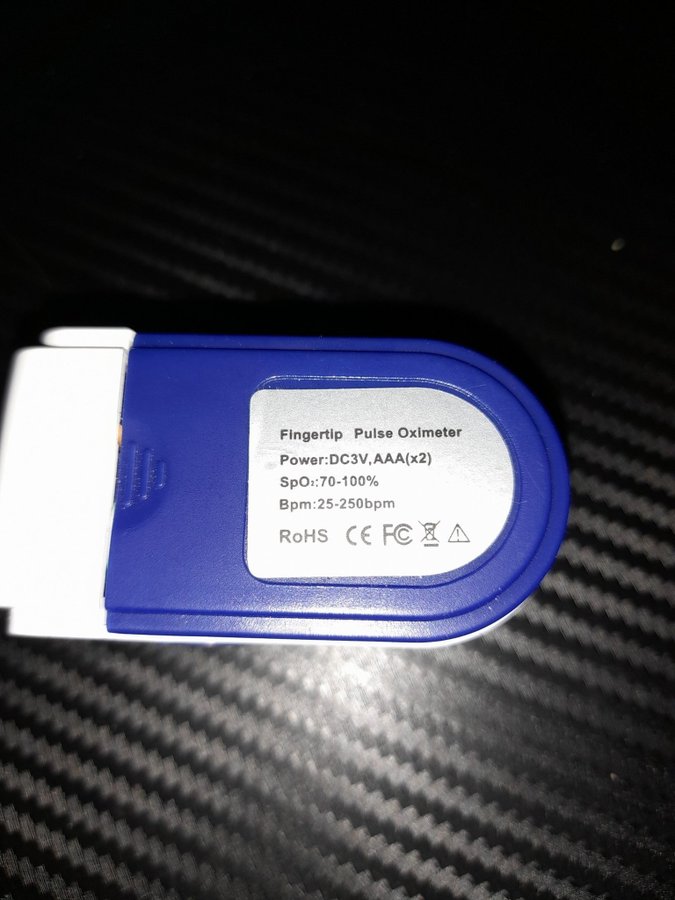 Fingertip Pulse Oximeter
Power:DC3V,AAA(x2)
SpO₂:70-100%
Bpm:25-250bpm
RoHS CE FC